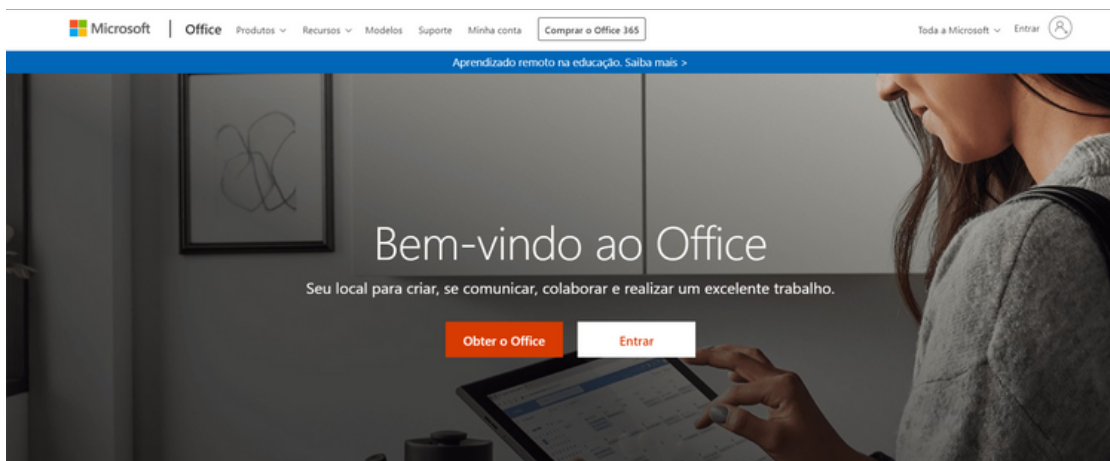 Microsoft Office Produtos Recursos Modelos Suporte Minha conta Comprar o Office 365 Toda a Microsoft Entrar
Aprendizado remoto na educação. Saiba mais >
Bem-vindo ao Office
Seu local para criar, se comunicar, colaborar e realizar um excelente trabalho.
Obter o Office Entrar